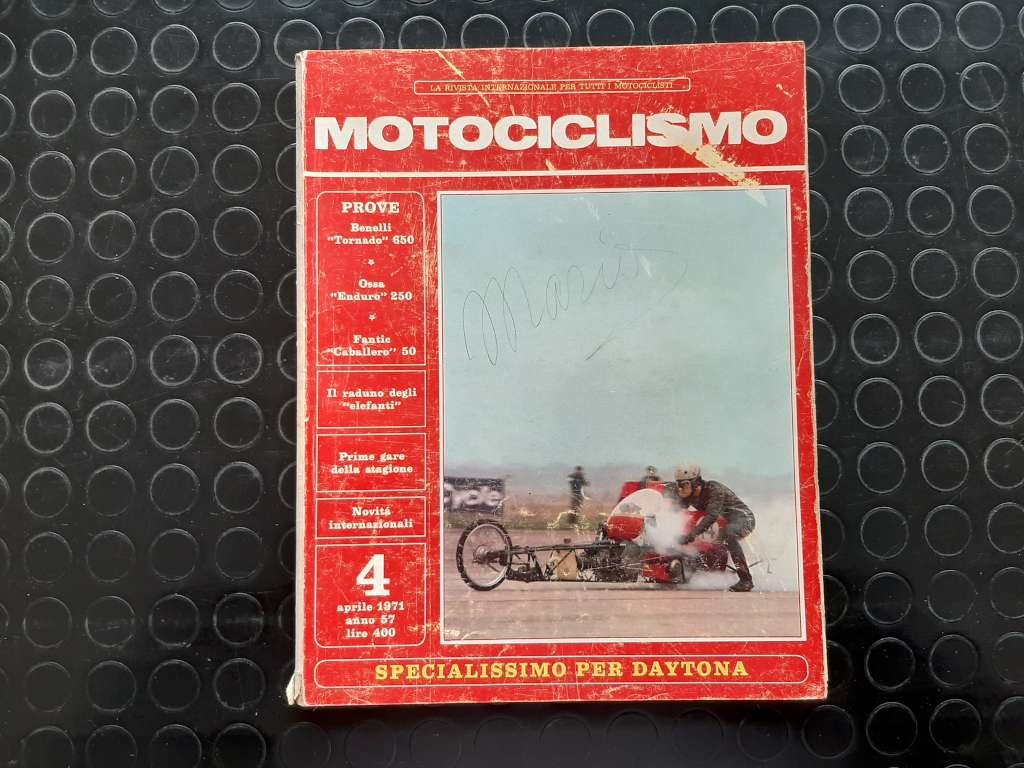 LA RIVISTA INTERNAZIONALE PER TUTTI I MOTOCICLISTI
MOTOCICLISMO
PROVE
Benelli
"Tornado" 650
★
Ossa
"Enduro" 250
★
Fantic
"Caballero" 50
Il raduno degli
"elefanti"
Prime gare
della stagione
Novità
internazionali
4
aprile 1971
anno 57
lire 400
SPECIALISSIMO PER DAYTONA